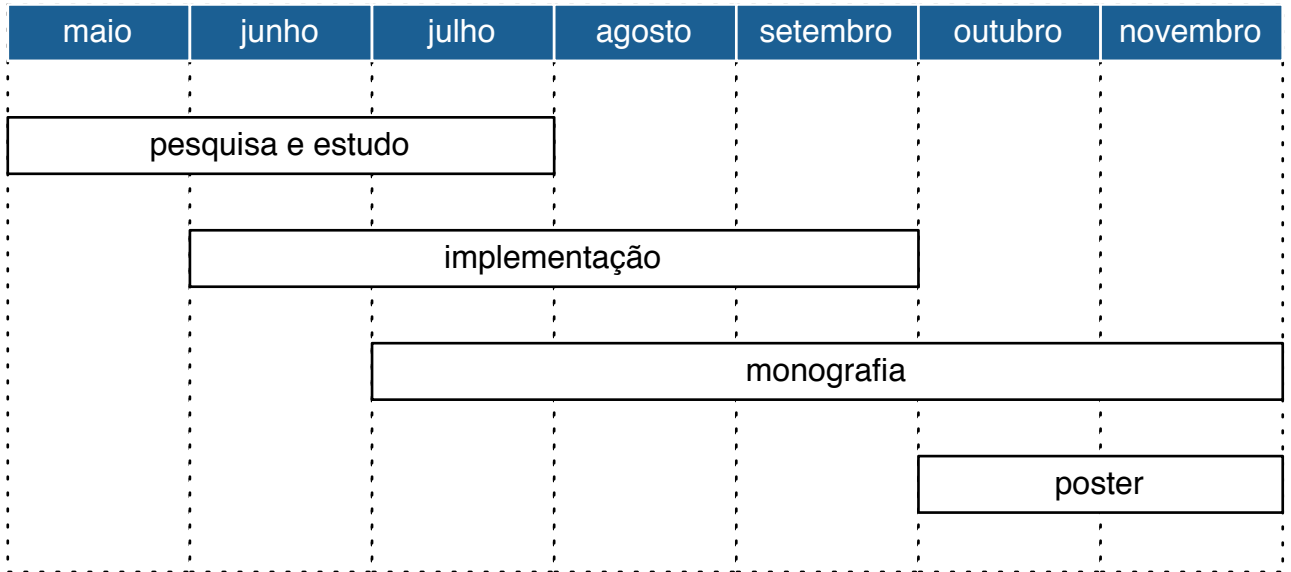 maio junho julho agosto setembro outubro novembro
pesquisa e estudo
implementação
monografia
poster